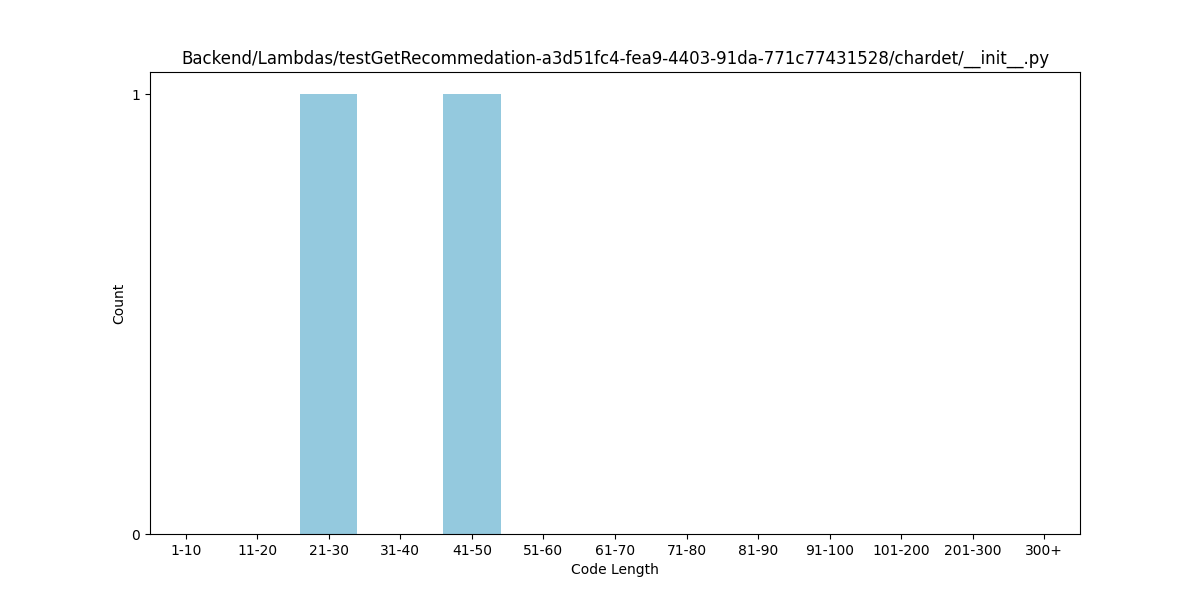 Backend/Lambdas/testGetRecommedation-a3d51fc4-fea9-4403-91da-771c77431528/chardet/__init__.py
1
Count
0
1-10 11-20 21-30 31-40 41-50 51-60 61-70 71-80 81-90 91-100 101-200 201-300 300+
Code Length